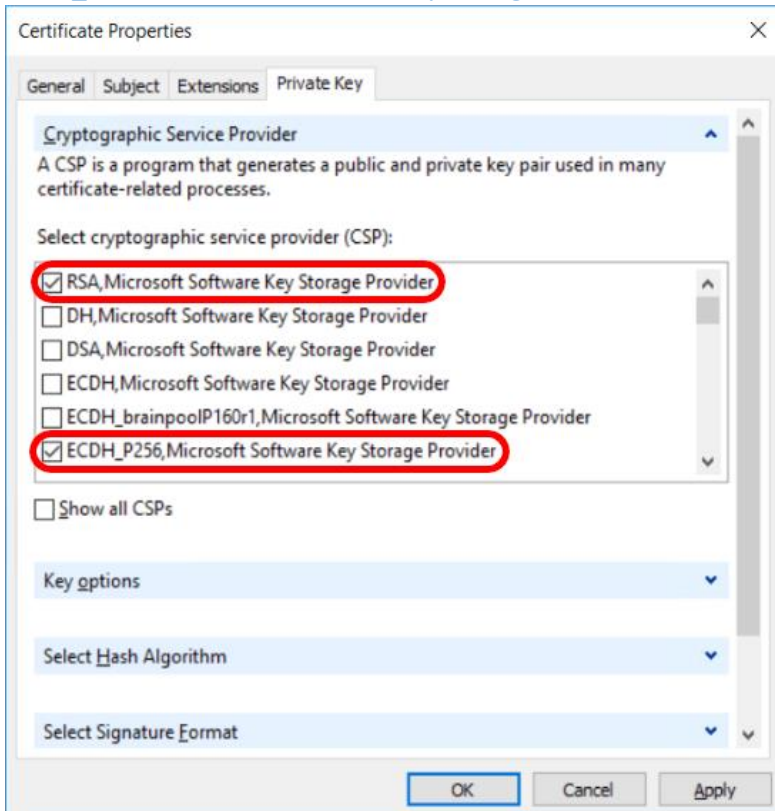 Certificate Properties
General Subject Extensions Private Key
Cryptographic Service Provider
A CSP is a program that generates a public and private key pair used in many
certificate-related processes.
Select cryptographic service provider (CSP):
RSA,Microsoft Software Key Storage Provider
DH,Microsoft Software Key Storage Provider
DSA,Microsoft Software Key Storage Provider
ECDH,Microsoft Software Key Storage Provider
ECDH_brainpoolP160r1,Microsoft Software Key Storage Provider
ECDH_P256,Microsoft Software Key Storage Provider
Show all CSPs
Key options
Select Hash Algorithm
Select Signature Format
OK Cancel Apply